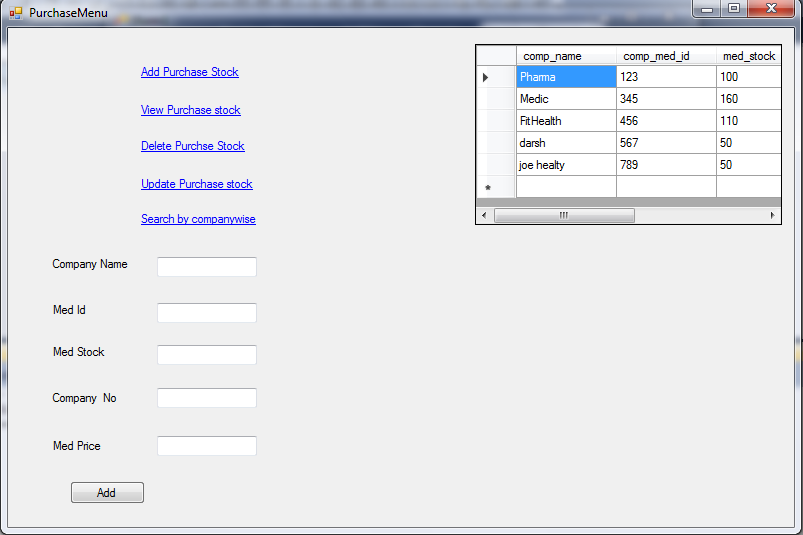 PurchaseMenu
Add Purchase Stock
View Purchase stock
Delete Purchse Stock
Update Purchase stock
Search by companywise
comp_name comp_med_id med_stock
Pharma 123 100
Medic 345 160
FitHealth 456 110
darsh 567 50
joe healty 789 50
*
Company Name
Med Id
Med Stock
Company No
Med Price
Add